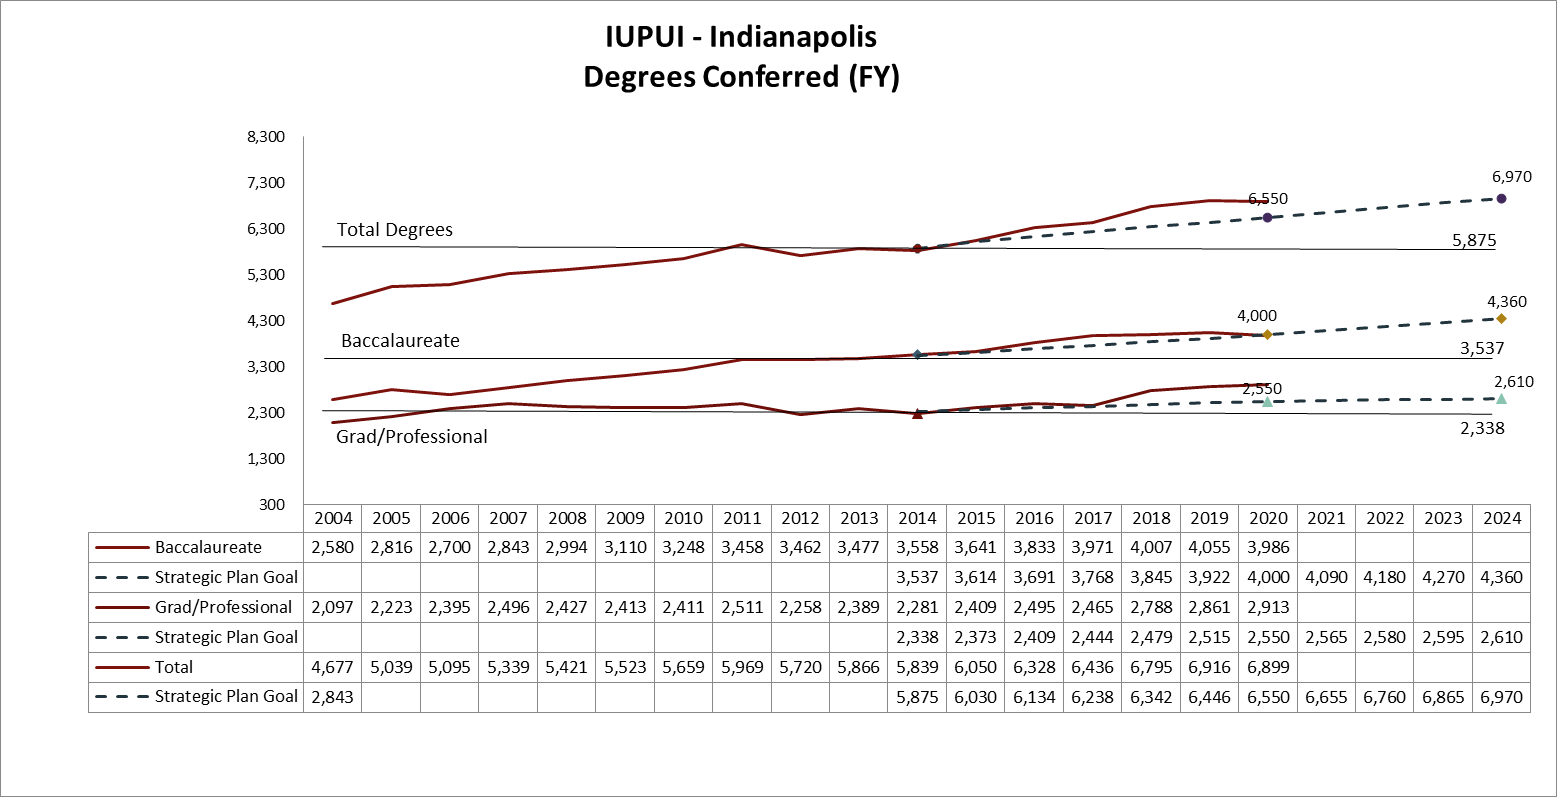 IUPUI - Indianapolis
Degrees Conferred (FY)
8,300
7,300
6,300
5,300
4,300
3,300
2,300
1,300
300
Total Degrees
6,550
6,970
5,875
Baccalaureate
4,000
4,360
3,537
Grad/Professional
2,550
2,610
2,338
2004 2005 2006 2007 2008 2009 2010 2011 2012 2013 2014 2015 2016 2017 2018 2019 2020 2021 2022 2023 2024
Baccalaureate 2,580 2,816 2,700 2,843 2,994 3,110 3,248 3,458 3,462 3,477 3,558 3,641 3,833 3,971 4,007 4,055 3,986
Strategic Plan Goal 3,537 3,614 3,691 3,768 3,845 3,922 4,000 4,090 4,180 4,270 4,360
Grad/Professional 2,097 2,223 2,395 2,496 2,427 2,413 2,411 2,511 2,258 2,389 2,281 2,409 2,495 2,465 2,788 2,861 2,913
Strategic Plan Goal 2,338 2,373 2,409 2,444 2,479 2,515 2,550 2,565 2,580 2,595 2,610
Total 4,677 5,039 5,095 5,339 5,421 5,523 5,659 5,969 5,720 5,866 5,839 6,050 6,328 6,436 6,795 6,916 6,899
Strategic Plan Goal 2,843 5,875 6,030 6,134 6,238 6,342 6,446 6,550 6,655 6,760 6,865 6,970